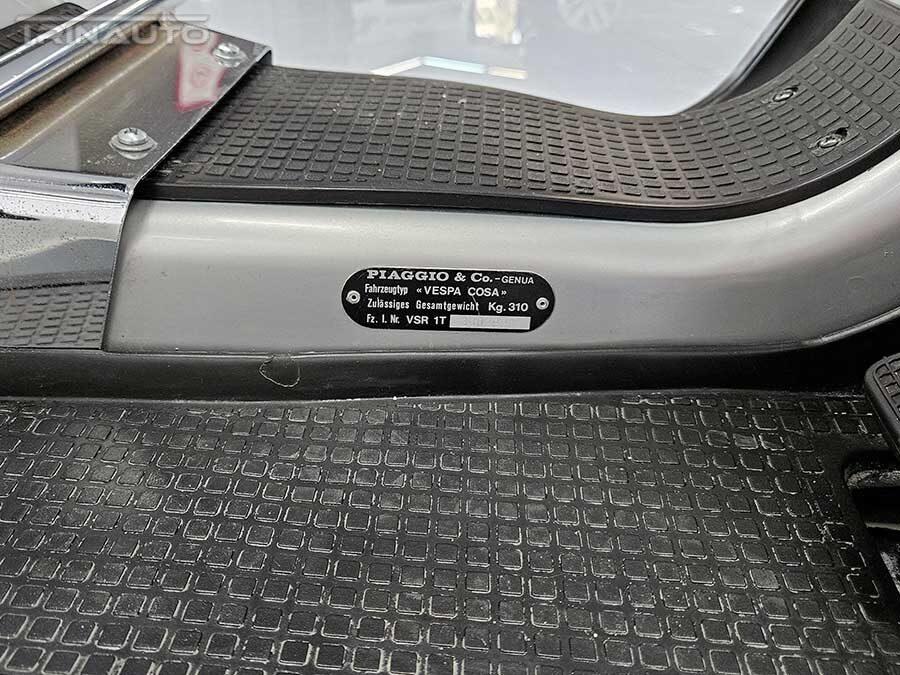 TRINAUTO
PIAGGIO & Co.-GENUA
Fahrzeugtyp «VESPA COSA»
Zulässiges Gesamtgewicht Kg. 310
Fz. I. Nr. VSR 1T